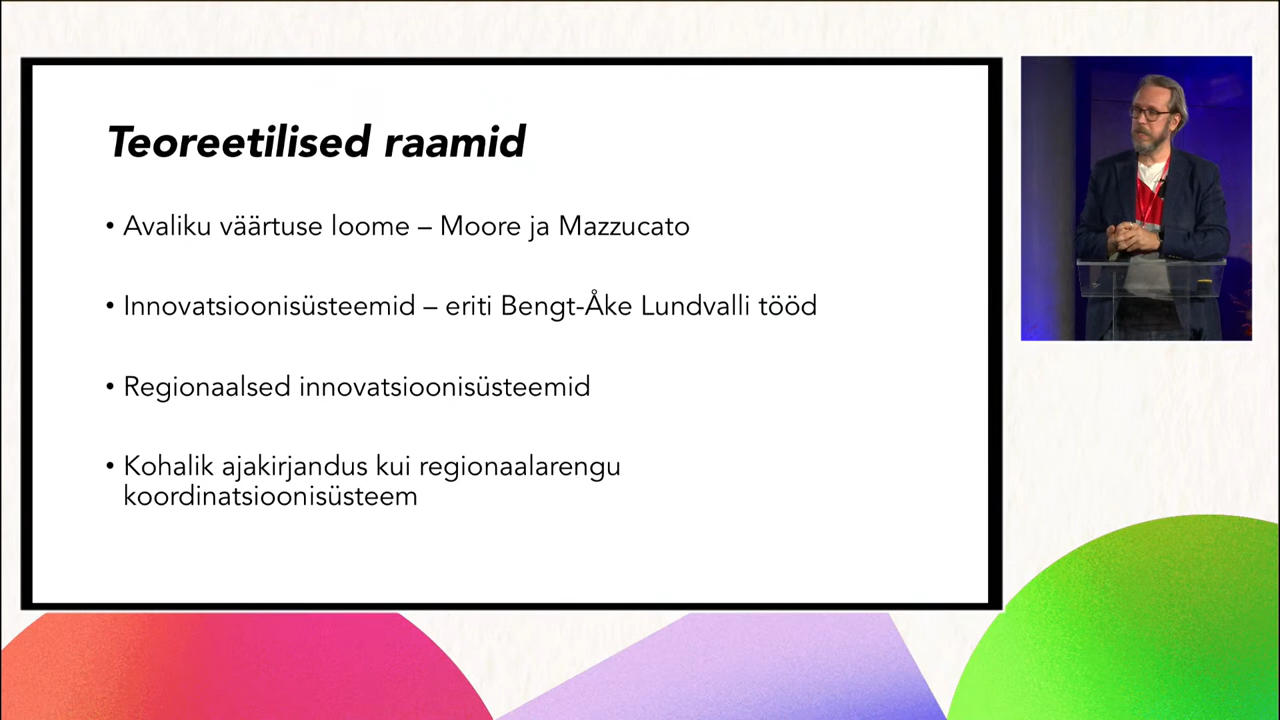 Teoreetilised raamid
• Avaliku väärtuse loome – Moore ja Mazzucato
• Innovatsioonisüsteemid – eriti Bengt-Åke Lundvalli tööd
• Regionaalsed innovatsioonisüsteemid
• Kohalik ajakirjandus kui regionaalarengu
koordinatsioonisüsteem